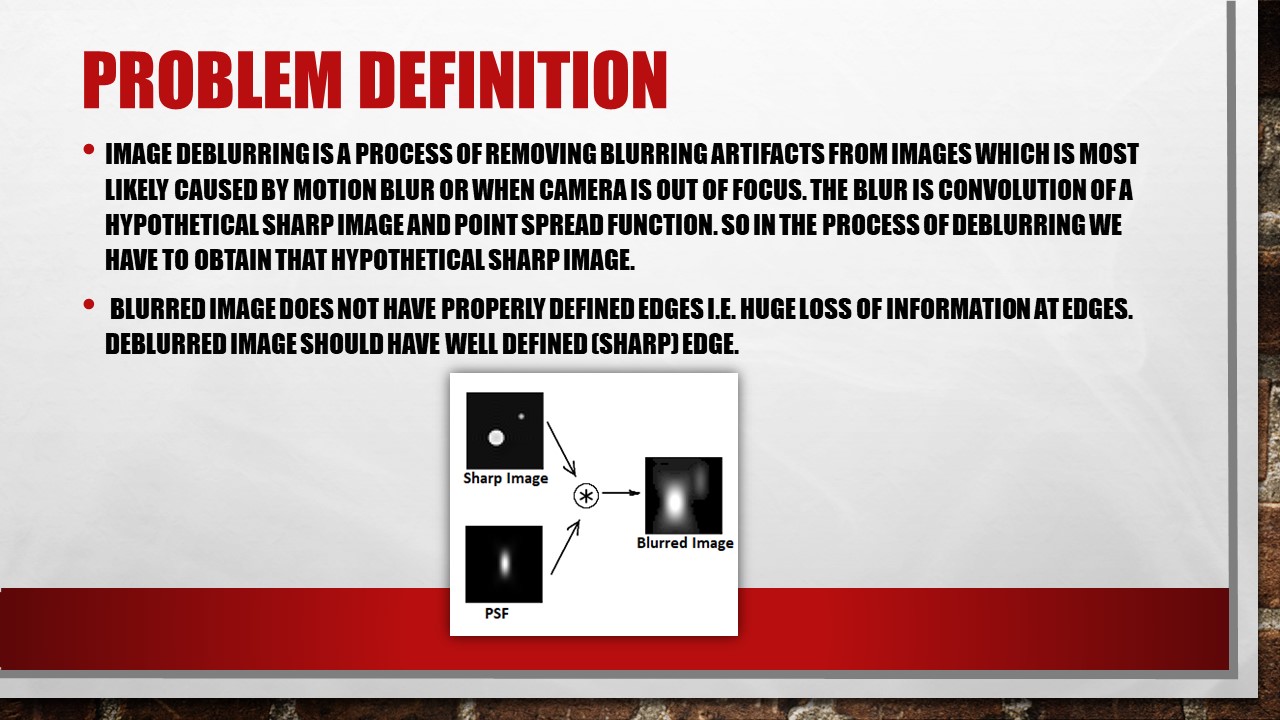 PROBLEM DEFINITION
• IMAGE DEBLURRING IS A PROCESS OF REMOVING BLURRING ARTIFACTS FROM IMAGES WHICH IS MOST
LIKELY CAUSED BY MOTION BLUR OR WHEN CAMERA IS OUT OF FOCUS. THE BLUR IS CONVOLUTION OF A
HYPOTHETICAL SHARP IMAGE AND POINT SPREAD FUNCTION. SO IN THE PROCESS OF DEBLURRING WE
HAVE TO OBTAIN THAT HYPOTHETICAL SHARP IMAGE.
• BLURRED IMAGE DOES NOT HAVE PROPERLY DEFINED EDGES I.E. HUGE LOSS OF INFORMATION AT EDGES.
DEBLURRED IMAGE SHOULD HAVE WELL DEFINED (SHARP) EDGE.
Sharp Image
*
Blurred Image
PSF